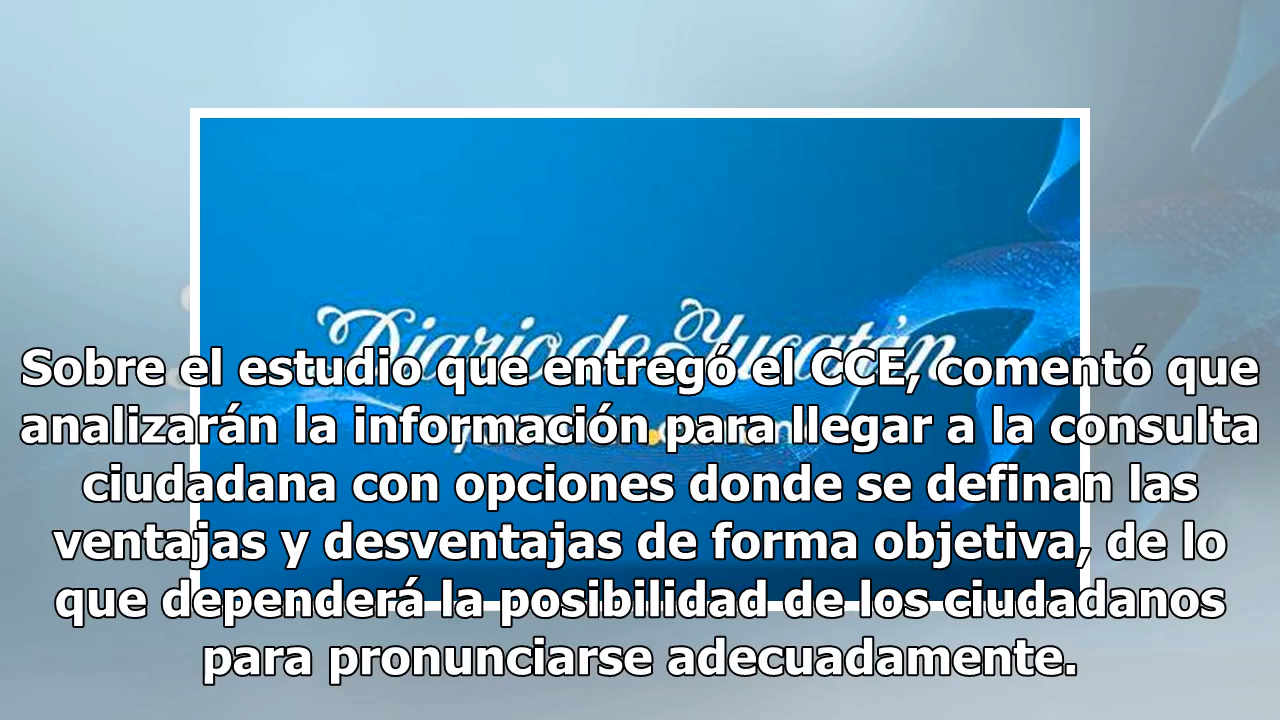 Diario de Yucatán
Sobre el estudio que entregó el CCE, comentó que
analizarán la información para llegar a la consulta
ciudadana con opciones donde se definan las
ventajas y desventajas de forma objetiva, de lo
que dependerá la posibilidad de los ciudadanos
para pronunciarse adecuadamente.